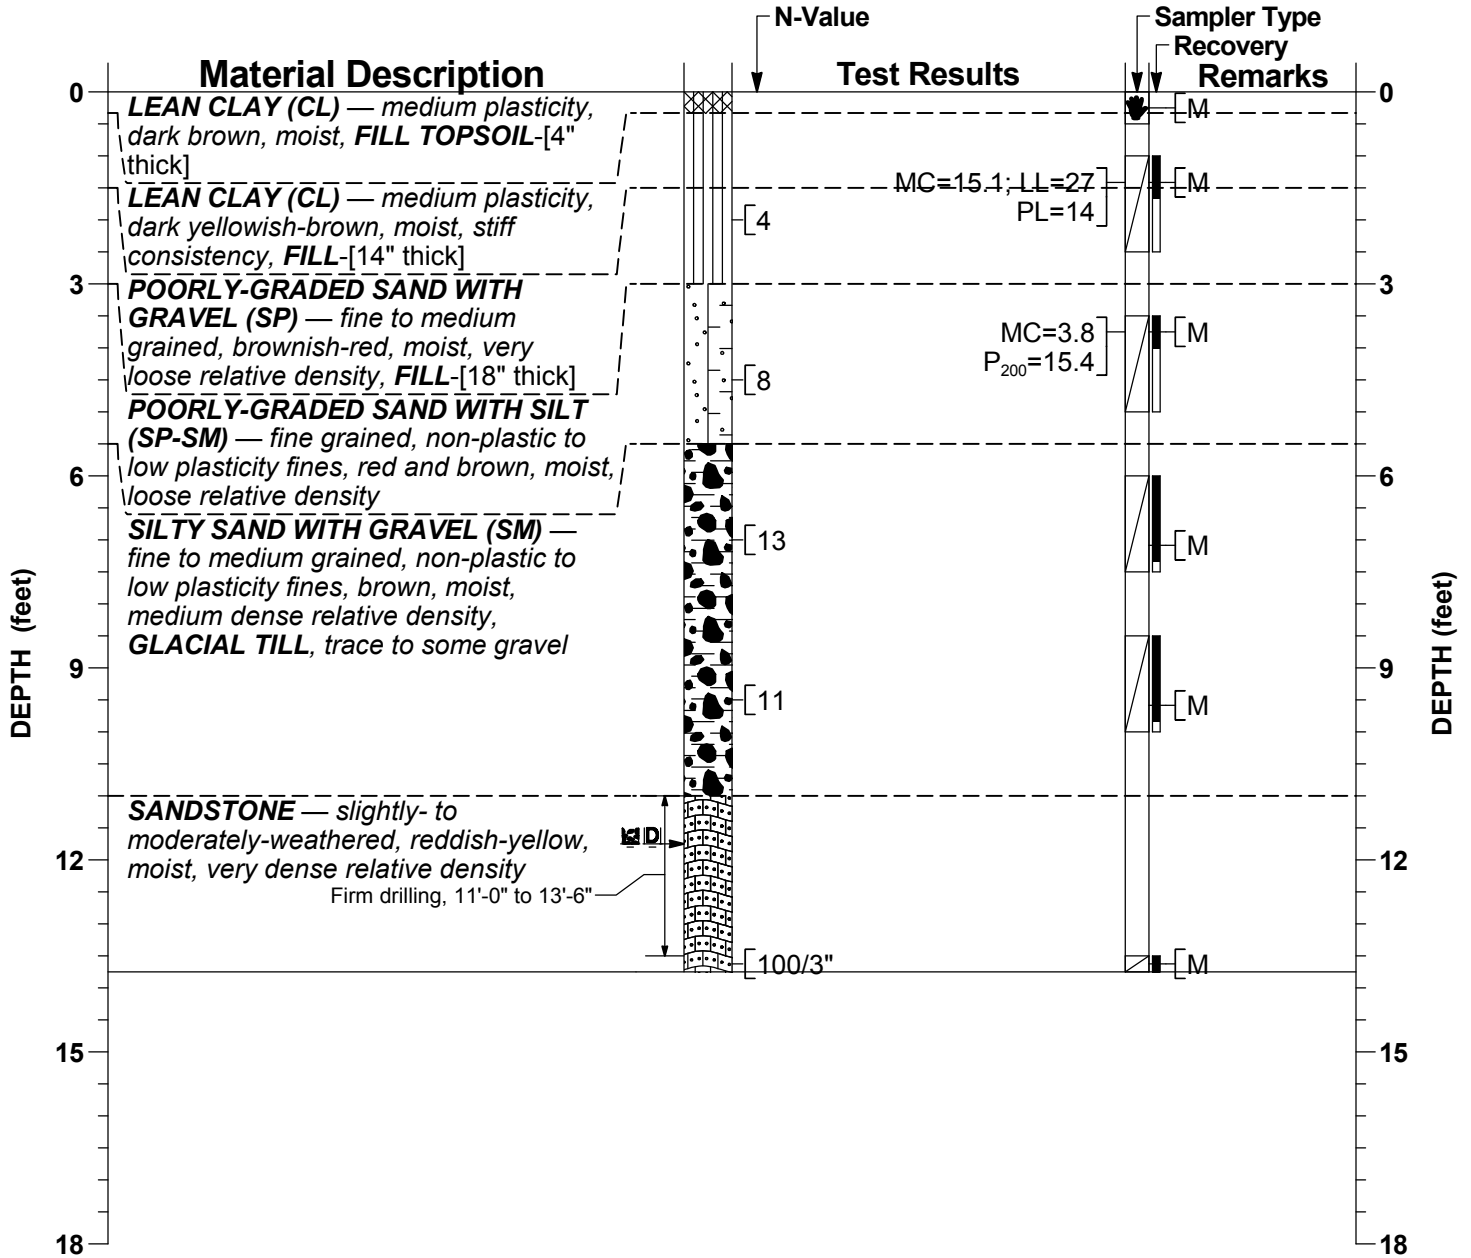 N-Value
Sampler Type
Recovery
Material Description
Test Results
Remarks
0
0
LEAN CLAY (CL) — medium plasticity,
dark brown, moist, FILL TOPSOIL-[4"
thick]
M
LEAN CLAY (CL) — medium plasticity,
dark yellowish-brown, moist, stiff
consistency, FILL-[14" thick]
MC=15.1; LL=27
PL=14
M
4
3
3
POORLY-GRADED SAND WITH
GRAVEL (SP) — fine to medium
grained, brownish-red, moist, very
loose relative density, FILL-[18" thick]
MC=3.8
P₂₀₀=15.4
M
8
POORLY-GRADED SAND WITH SILT
(SP-SM) — fine grained, non-plastic to
low plasticity fines, red and brown, moist,
loose relative density
6
6
SILTY SAND WITH GRAVEL (SM) —
fine to medium grained, non-plastic to
low plasticity fines, brown, moist,
medium dense relative density,
GLACIAL TILL, trace to some gravel
13
M
DEPTH (feet)
DEPTH (feet)
9
9
11
M
SANDSTONE — slightly- to
moderately-weathered, reddish-yellow,
moist, very dense relative density
12
12
Firm drilling, 11'-0" to 13'-6"
100/3"
M
15
15
18
18